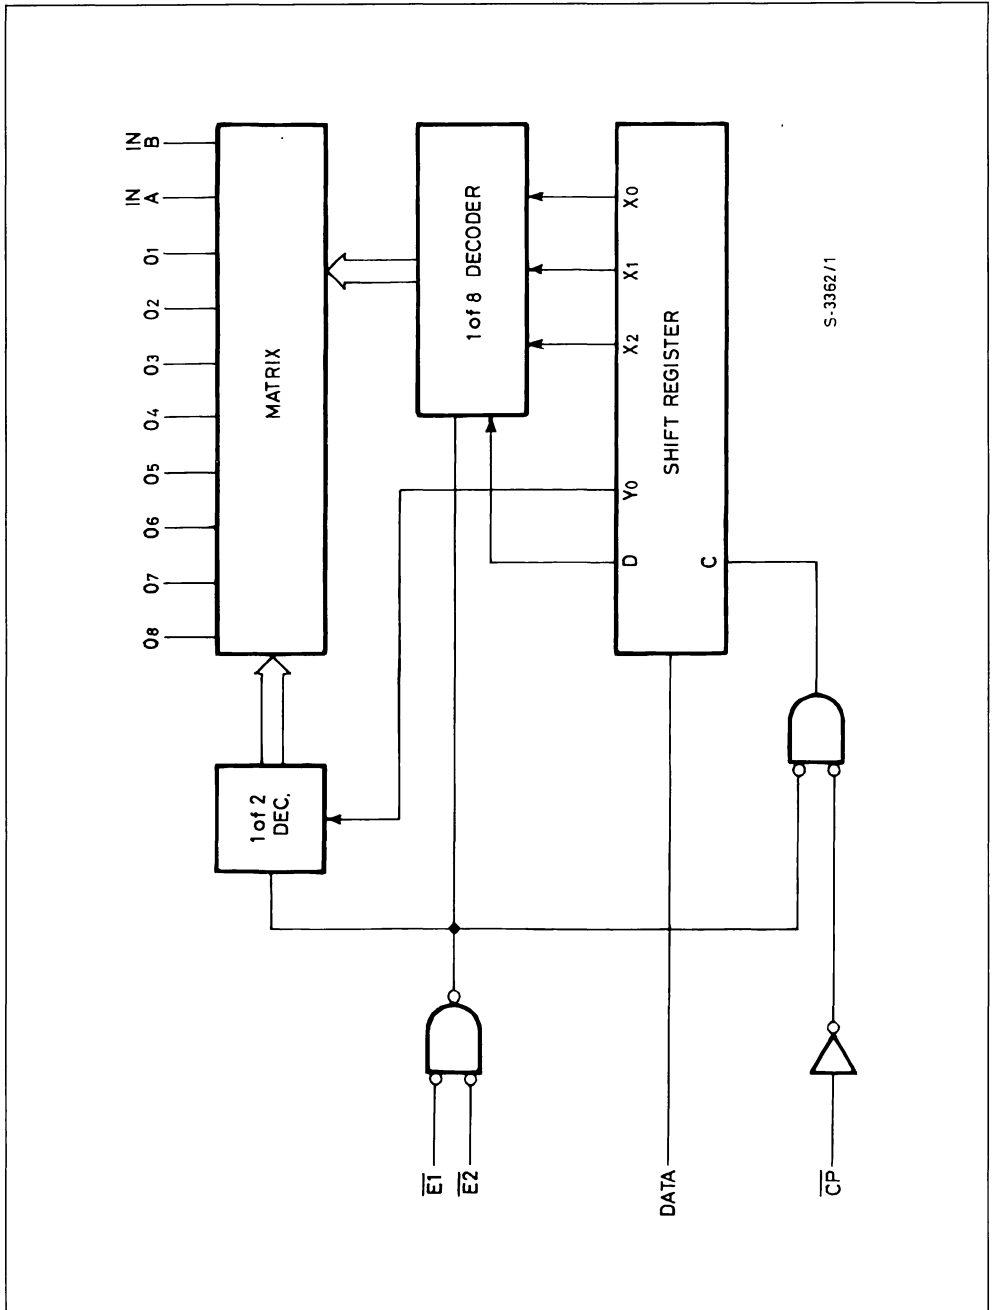 IN B
IN A
O1
O2
O3
O4
O5
O6
O7
O8
MATRIX
1 of 8 DECODER
1 of 2
DEC.
X0
X1
X2
Y0
D
SHIFT REGISTER
C
S-3362/1
E1
E2
DATA
CP